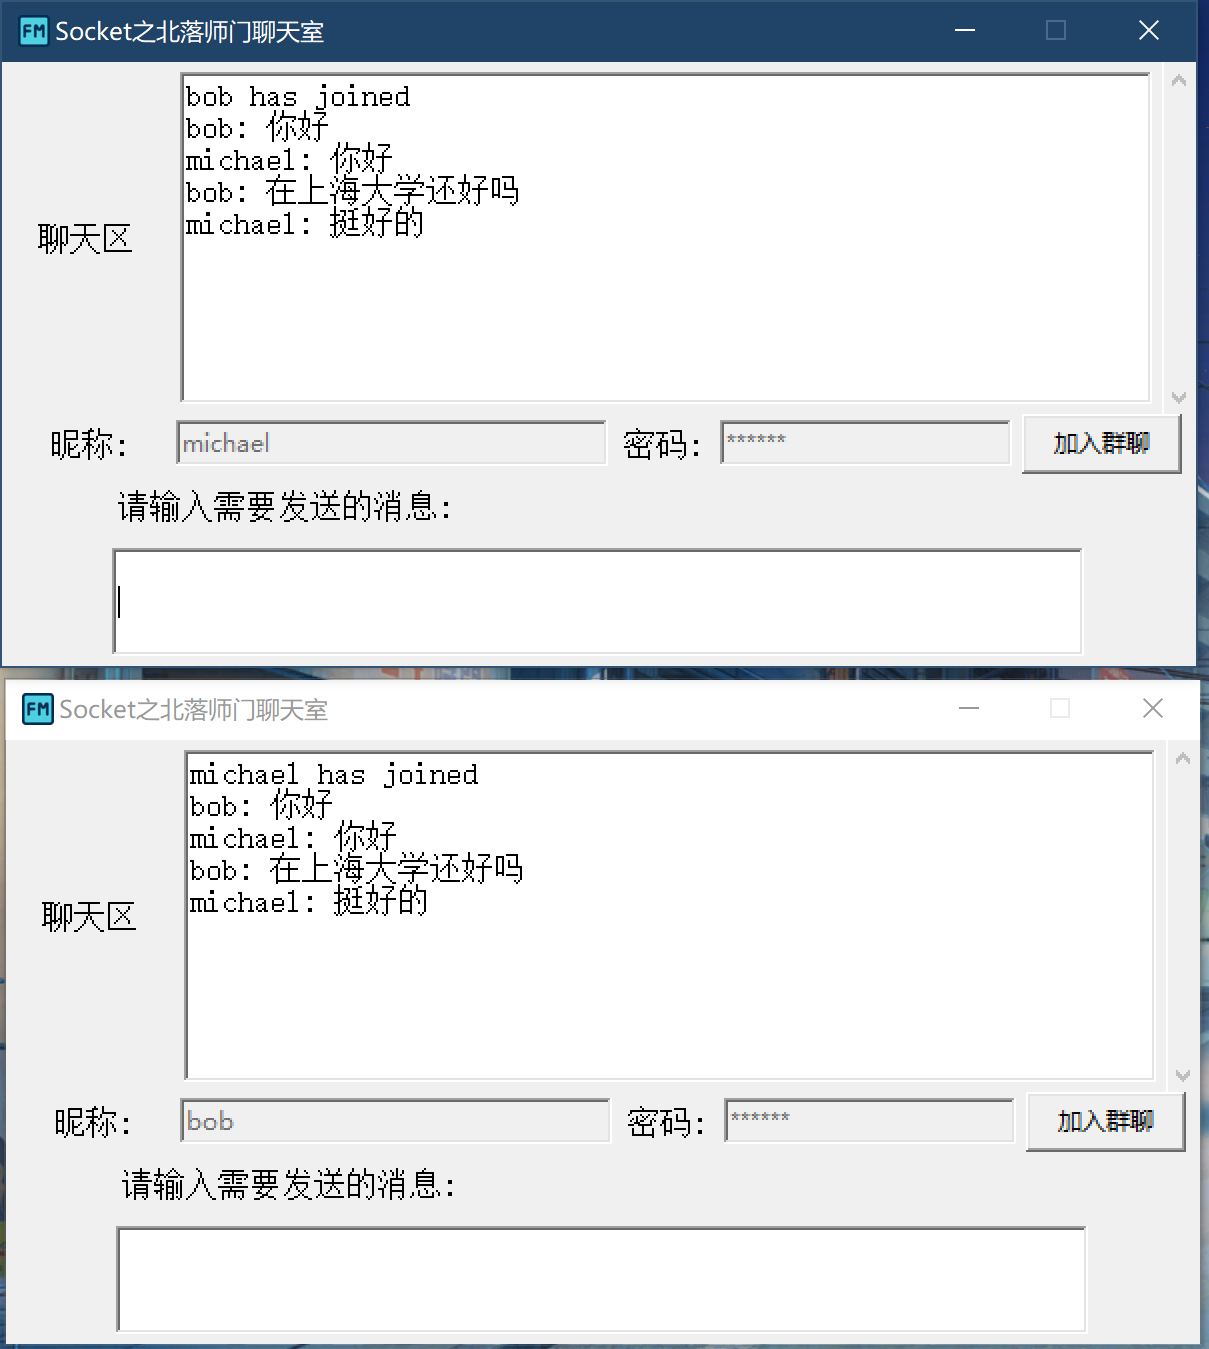 FM Socket之北落师门聊天室
bob has joined
bob: 你好
michael: 你好
bob: 在上海大学还好吗
michael: 挺好的
聊天区
昵称: michael 密码: ****** 加入群聊
请输入需要发送的消息:
FM Socket之北落师门聊天室
michael has joined
bob: 你好
michael: 你好
bob: 在上海大学还好吗
michael: 挺好的
聊天区
昵称: bob 密码: ****** 加入群聊
请输入需要发送的消息: